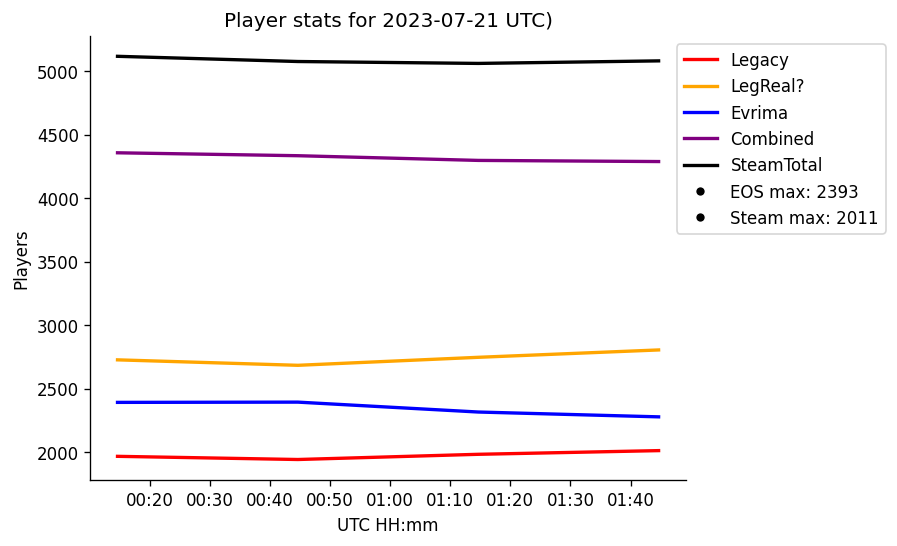 Player stats for 2023-07-21 UTC)
Legacy
LegReal?
Evrima
Combined
SteamTotal
EOS max: 2393
Steam max: 2011
5000
4500
4000
3500
3000
2500
2000
Players
00:20 00:30 00:40 00:50 01:00 01:10 01:20 01:30 01:40
UTC HH:mm